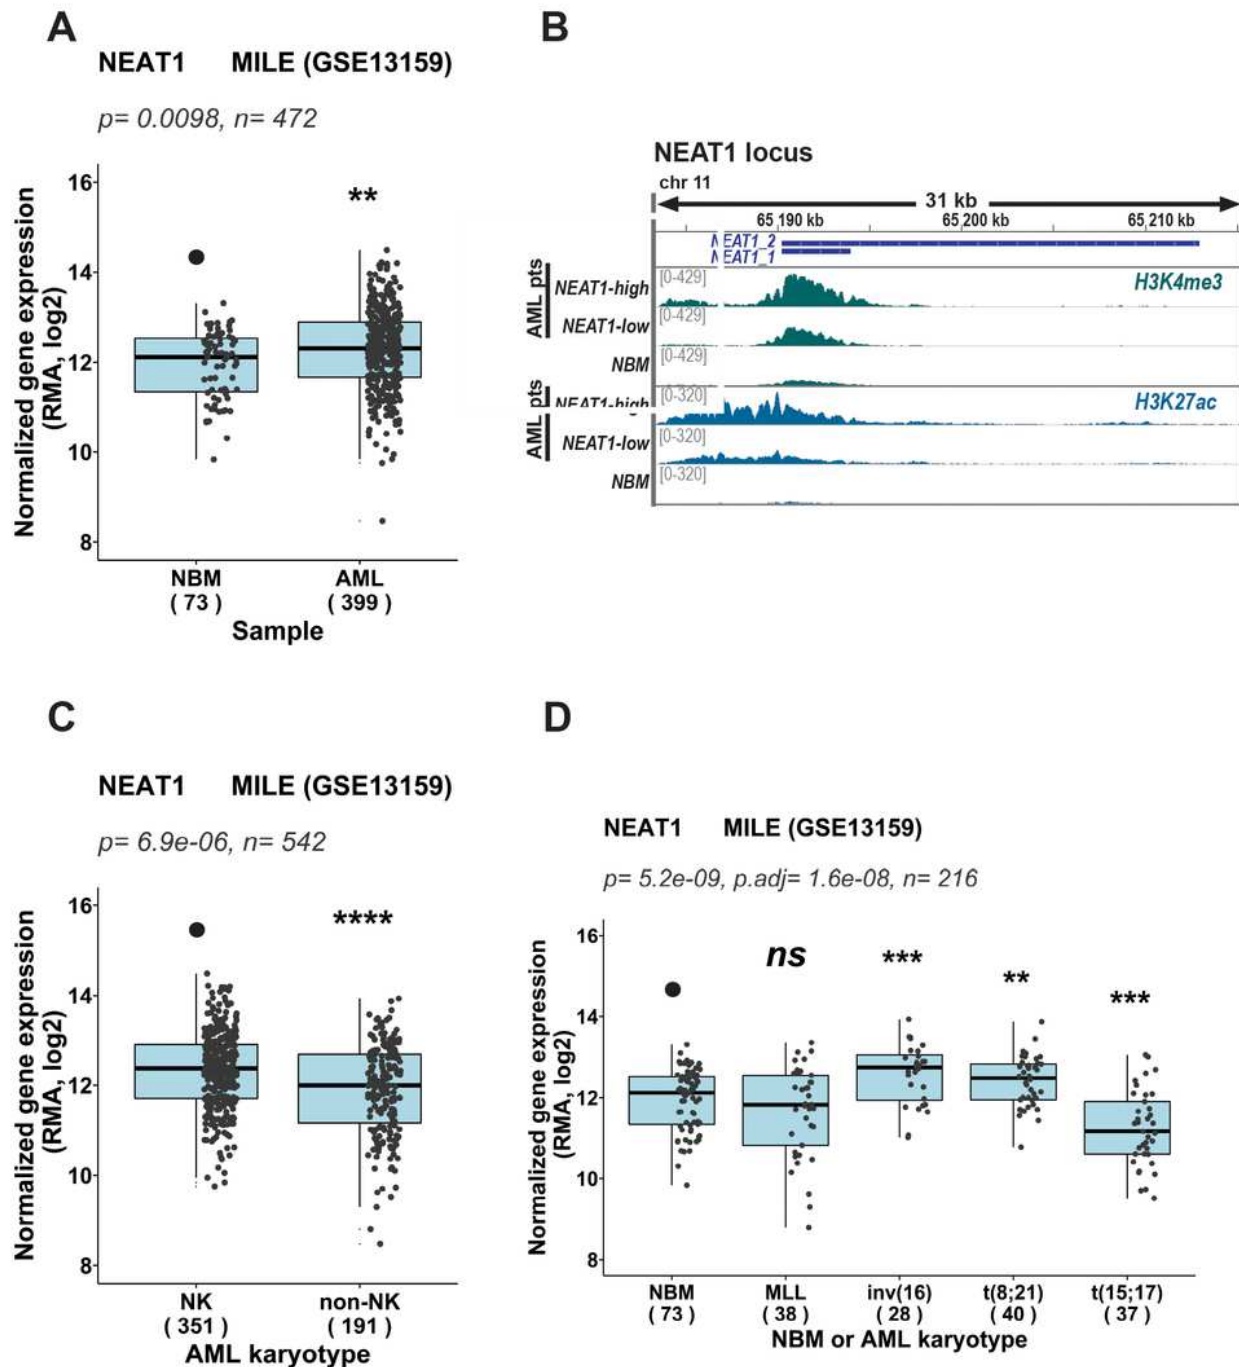 A
NEAT1 MILE (GSE13159)
p= 0.0098, n= 472
Normalized gene expression
(RMA, log2)
16
14
12
10
8
**
NBM
( 73 )
AML
( 399 )
Sample
B
NEAT1 locus
chr 11
31 kb
65,190 kb 65,200 kb 65,210 kb
NEAT1_2
NEAT1_1
AML pts
NEAT1-high
[0-429]
H3K4me3
NEAT1-low
[0-429]
NBM
[0-429]
AML pts
NEAT1-high
[0-320]
H3K27ac
NEAT1-low
[0-320]
NBM
[0-320]
C
NEAT1 MILE (GSE13159)
p= 6.9e-06, n= 542
Normalized gene expression
(RMA, log2)
16
14
12
10
8
****
NK
( 351 )
non-NK
( 191 )
AML karyotype
D
NEAT1 MILE (GSE13159)
p= 5.2e-09, p.adj= 1.6e-08, n= 216
Normalized gene expression
(RMA, log2)
16
14
12
10
8
ns
***
**
***
NBM
( 73 )
MLL
( 38 )
inv(16)
( 28 )
t(8;21)
( 40 )
t(15;17)
( 37 )
NBM or AML karyotype